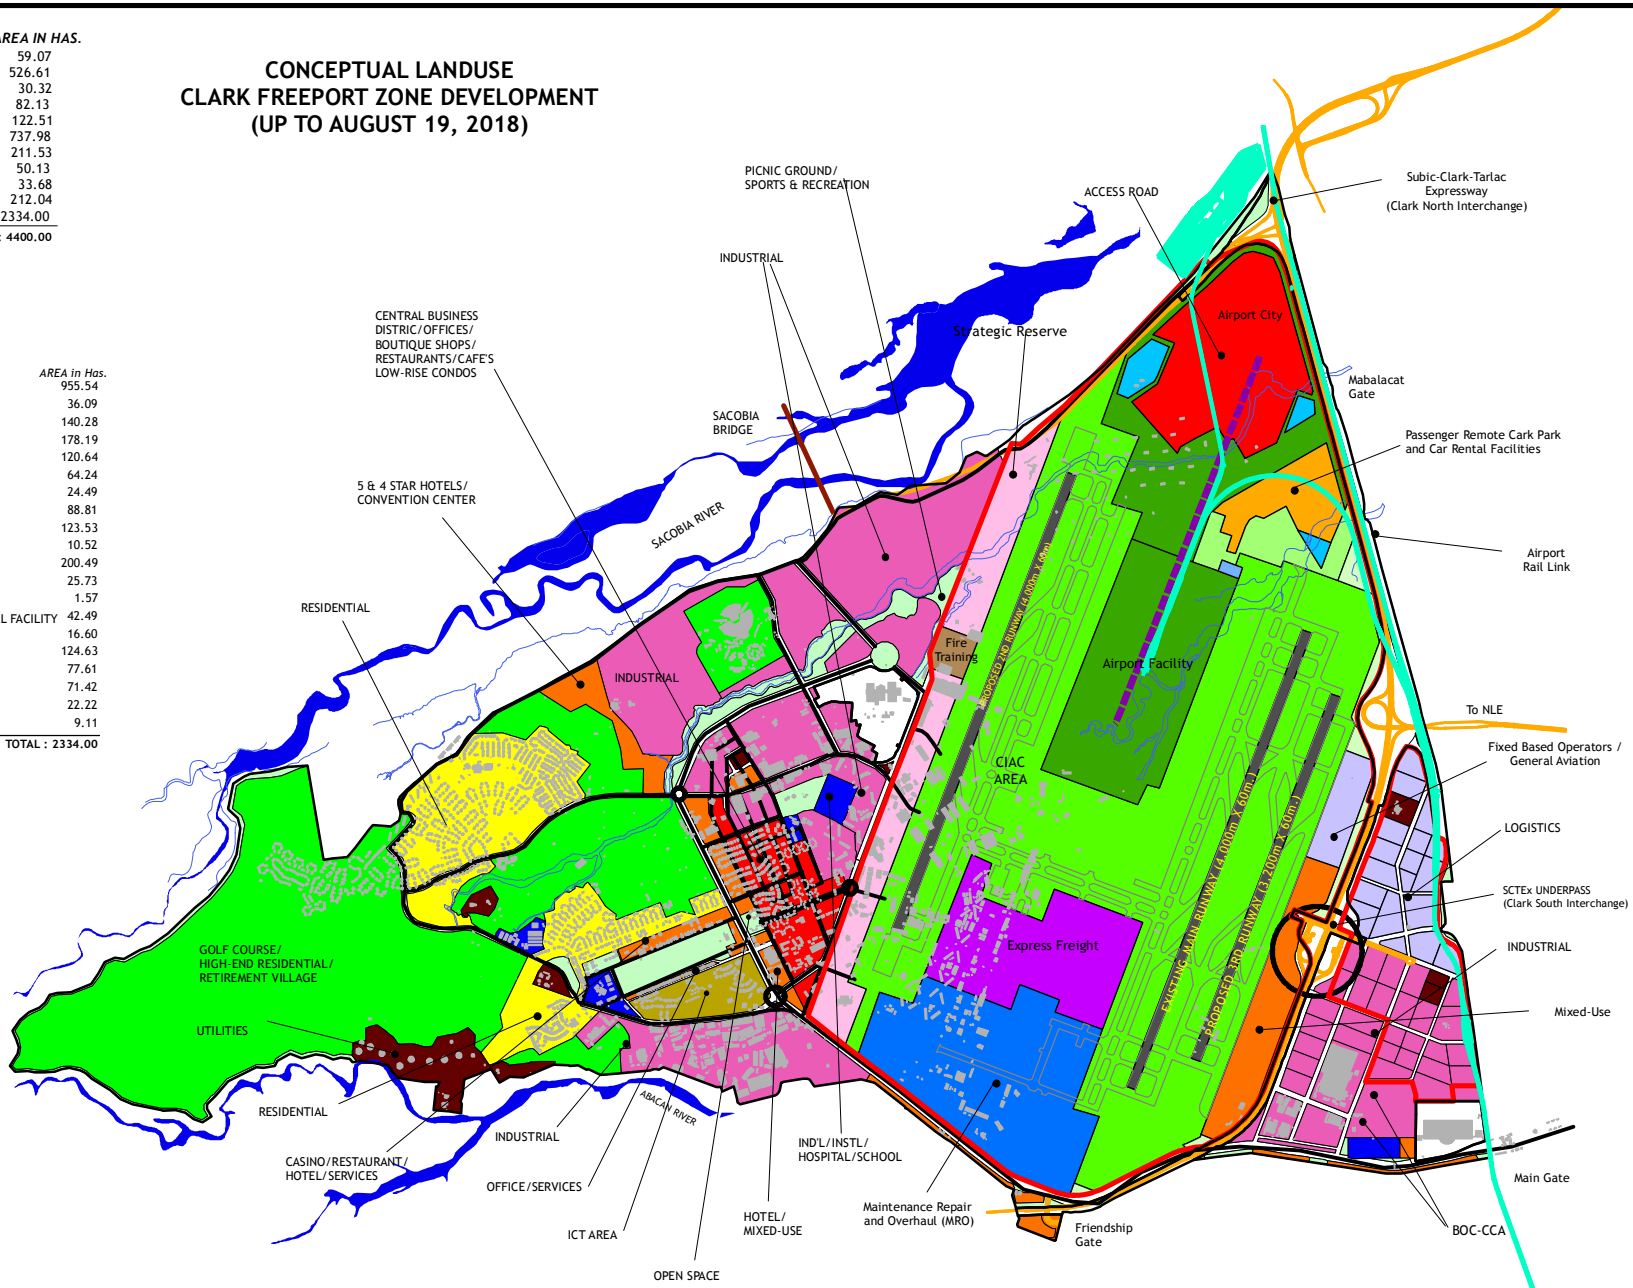 AREA IN HAS.
59.07
526.61
30.32
82.13
122.51
737.98
211.53
50.13
33.68
212.04
2334.00
: 4400.00
CONCEPTUAL LANDUSE
CLARK FREEPORT ZONE DEVELOPMENT
(UP TO AUGUST 19, 2018)
AREA in Has.
955.54
36.09
140.28
178.19
120.64
64.24
24.49
88.81
123.53
10.52
200.49
25.73
1.57
L FACILITY 42.49
16.60
124.63
77.61
71.42
22.22
9.11
TOTAL : 2334.00
PICNIC GROUND/
SPORTS & RECREATION
ACCESS ROAD
Subic-Clark-Tarlac
Expressway
(Clark North Interchange)
INDUSTRIAL
CENTRAL BUSINESS
DISTRIC/OFFICES/
BOUTIQUE SHOPS/
RESTAURANTS/CAFE'S
LOW-RISE CONDOS
Strategic Reserve
Airport City
Mabalacat
Gate
SACOBIA
BRIDGE
Passenger Remote Cark Park
and Car Rental Facilities
5 & 4 STAR HOTELS/
CONVENTION CENTER
SACOBIA RIVER
Airport
Rail Link
RESIDENTIAL
INDUSTRIAL
Fire
Training
PROPOSED 2ND RUNWAY (4,000m X 60m)
Airport Facility
To NLE
CIAC
AREA
Fixed Based Operators /
General Aviation
LOGISTICS
EXISTING MAIN RUNWAY (4,000m X 60m.)
PROPOSED 3RD RUNWAY (3,200m X 60m.)
SCTEx UNDERPASS
(Clark South Interchange)
GOLF COURSE/
HIGH-END RESIDENTIAL/
RETIREMENT VILLAGE
Express Freight
INDUSTRIAL
UTILITIES
Mixed-Use
RESIDENTIAL
ABACAN RIVER
INDUSTRIAL
IND'L/INSTL/
HOSPITAL/SCHOOL
CASINO/RESTAURANT/
HOTEL/SERVICES
OFFICE/SERVICES
Main Gate
Maintenance Repair
and Overhaul (MRO)
HOTEL/
MIXED-USE
ICT AREA
Friendship
Gate
BOC-CCA
OPEN SPACE